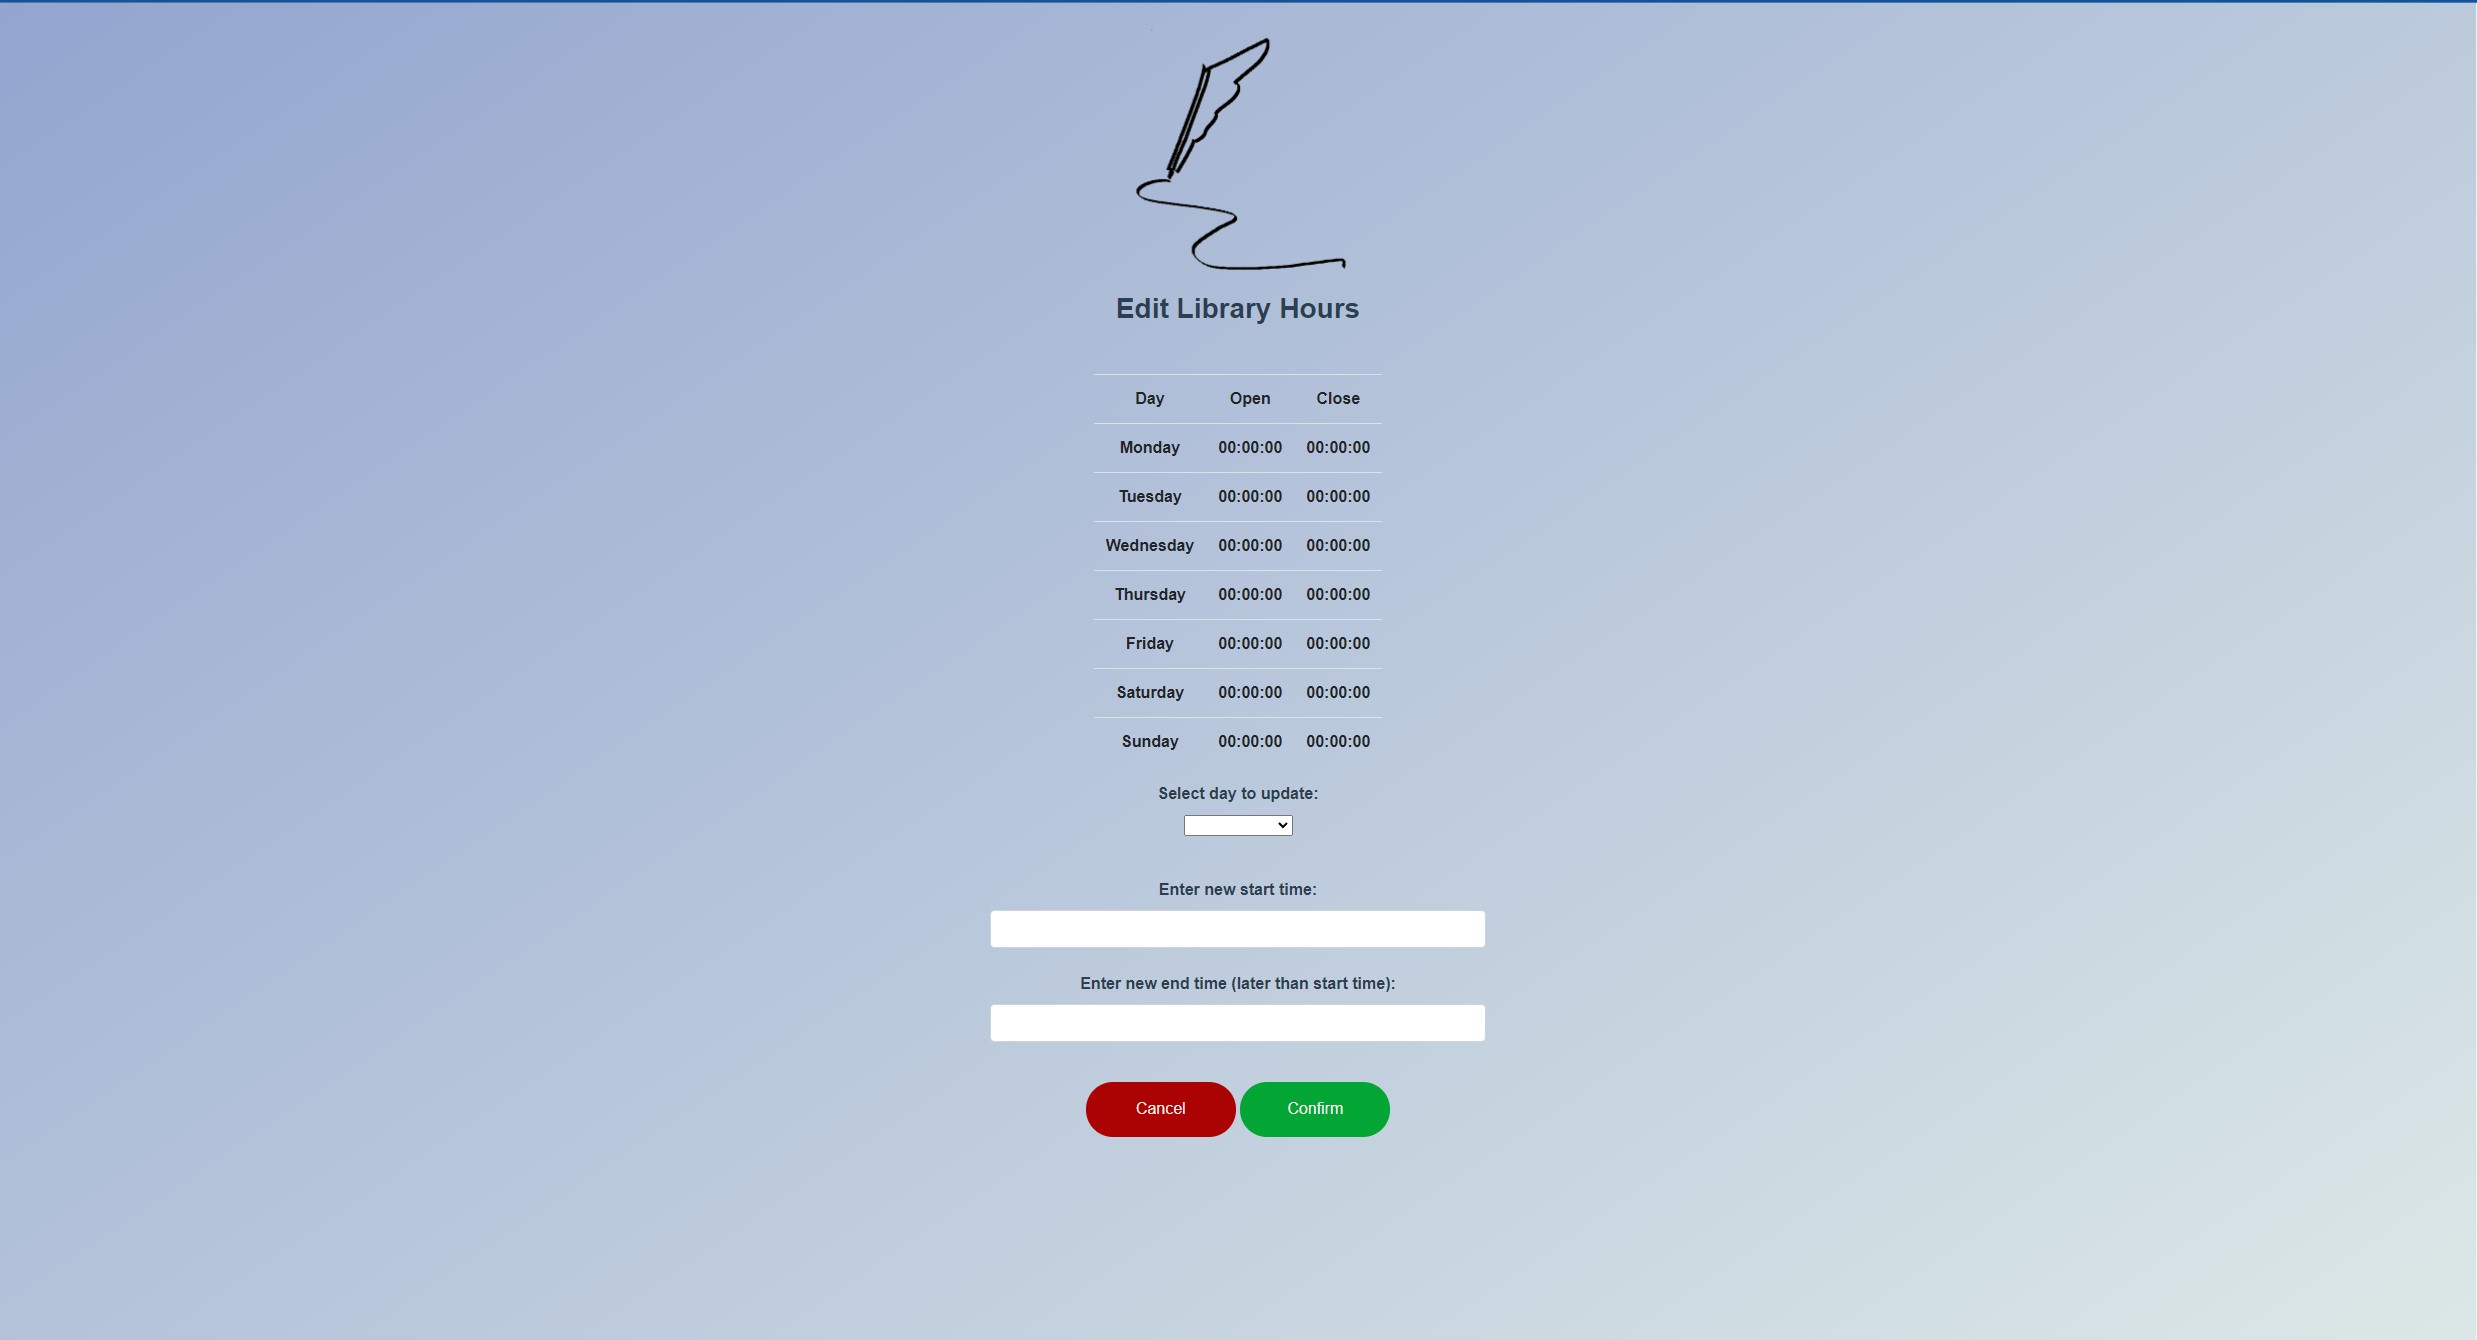 Edit Library Hours
Day Open Close
Monday 00:00:00 00:00:00
Tuesday 00:00:00 00:00:00
Wednesday 00:00:00 00:00:00
Thursday 00:00:00 00:00:00
Friday 00:00:00 00:00:00
Saturday 00:00:00 00:00:00
Sunday 00:00:00 00:00:00
Select day to update:
Enter new start time:
Enter new end time (later than start time):
Cancel Confirm